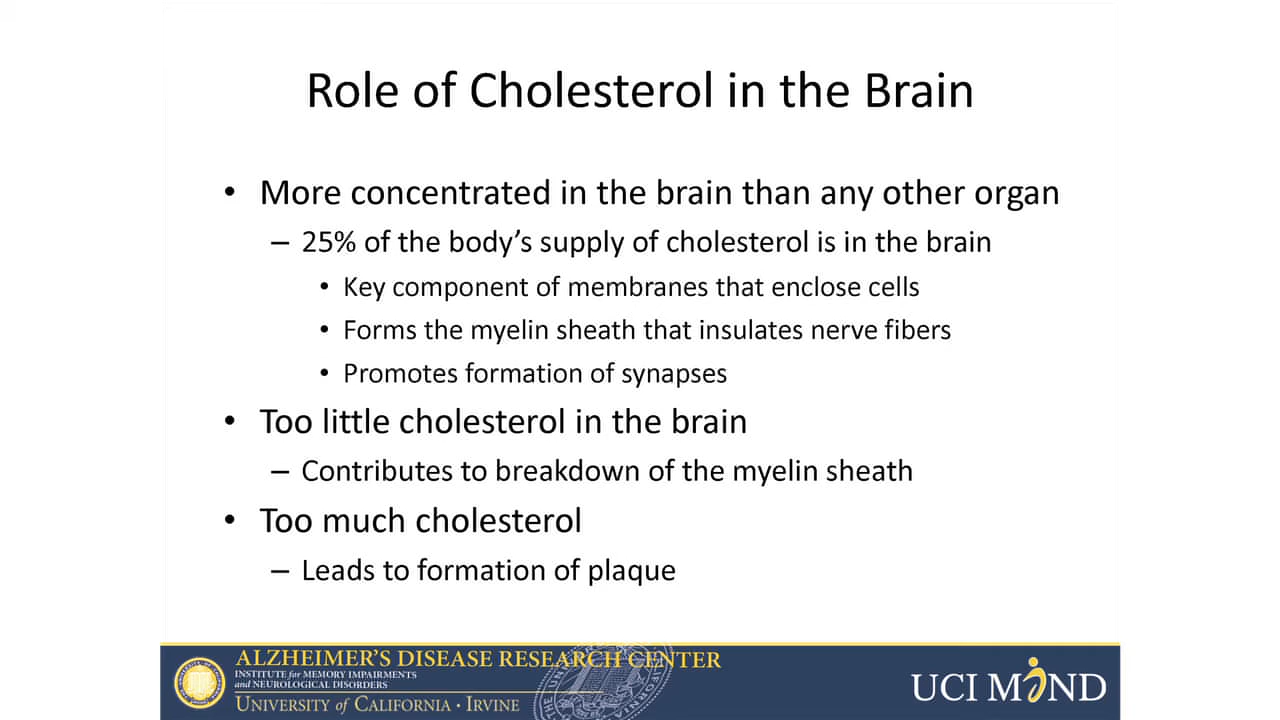 Role of Cholesterol in the Brain
• More concentrated in the brain than any other organ
– 25% of the body's supply of cholesterol is in the brain
• Key component of membranes that enclose cells
• Forms the myelin sheath that insulates nerve fibers
• Promotes formation of synapses
• Too little cholesterol in the brain
– Contributes to breakdown of the myelin sheath
• Too much cholesterol
– Leads to formation of plaque
ALZHEIMER'S DISEASE RESEARCH CENTER
INSTITUTE for MEMORY IMPAIRMENTS
and NEUROLOGICAL DISORDERS
UNIVERSITY of CALIFORNIA • IRVINE
UCI MIND